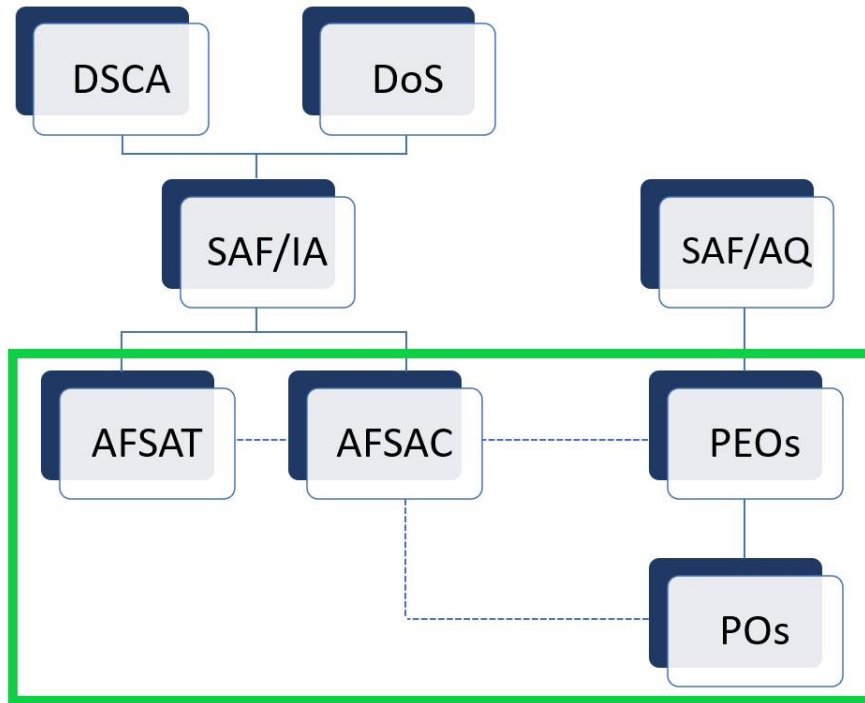 DSCA
DoS
SAF/IA
SAF/AQ
AFSAT
AFSAC
PEOs
POs